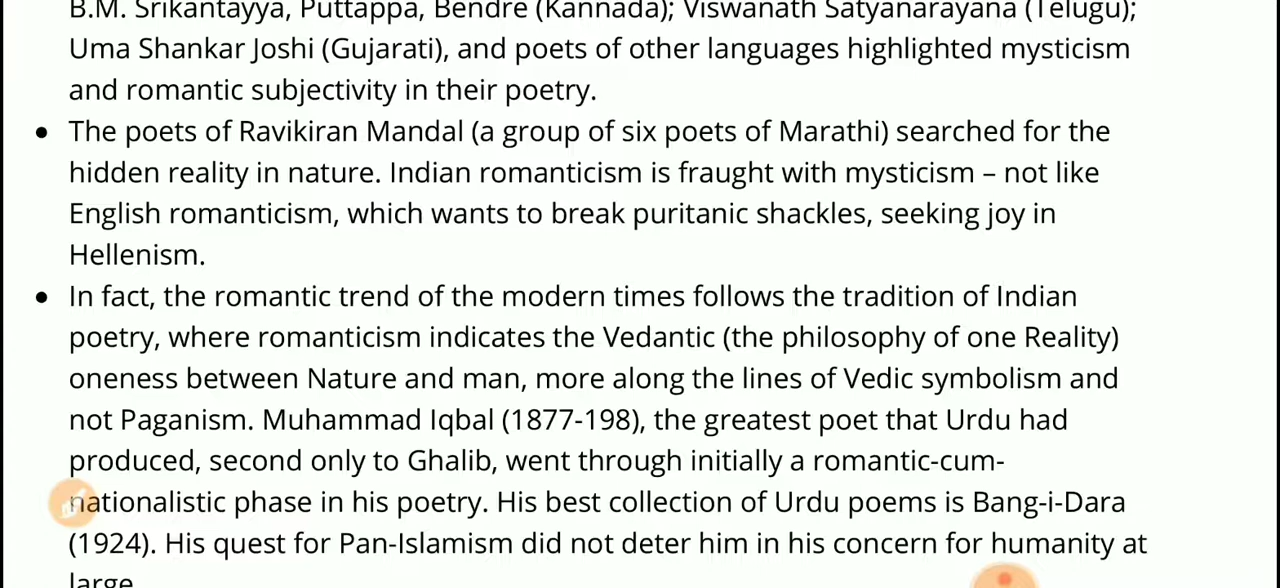 B.M. Srikantayya, Puttappa, Bendre (Kannada); Viswanath Satyanarayana (Telugu);
Uma Shankar Joshi (Gujarati), and poets of other languages highlighted mysticism
and romantic subjectivity in their poetry.
• The poets of Ravikiran Mandal (a group of six poets of Marathi) searched for the
hidden reality in nature. Indian romanticism is fraught with mysticism – not like
English romanticism, which wants to break puritanic shackles, seeking joy in
Hellenism.
• In fact, the romantic trend of the modern times follows the tradition of Indian
poetry, where romanticism indicates the Vedantic (the philosophy of one Reality)
oneness between Nature and man, more along the lines of Vedic symbolism and
not Paganism. Muhammad Iqbal (1877-198), the greatest poet that Urdu had
produced, second only to Ghalib, went through initially a romantic-cum-
nationalistic phase in his poetry. His best collection of Urdu poems is Bang-i-Dara
(1924). His quest for Pan-Islamism did not deter him in his concern for humanity at
large.